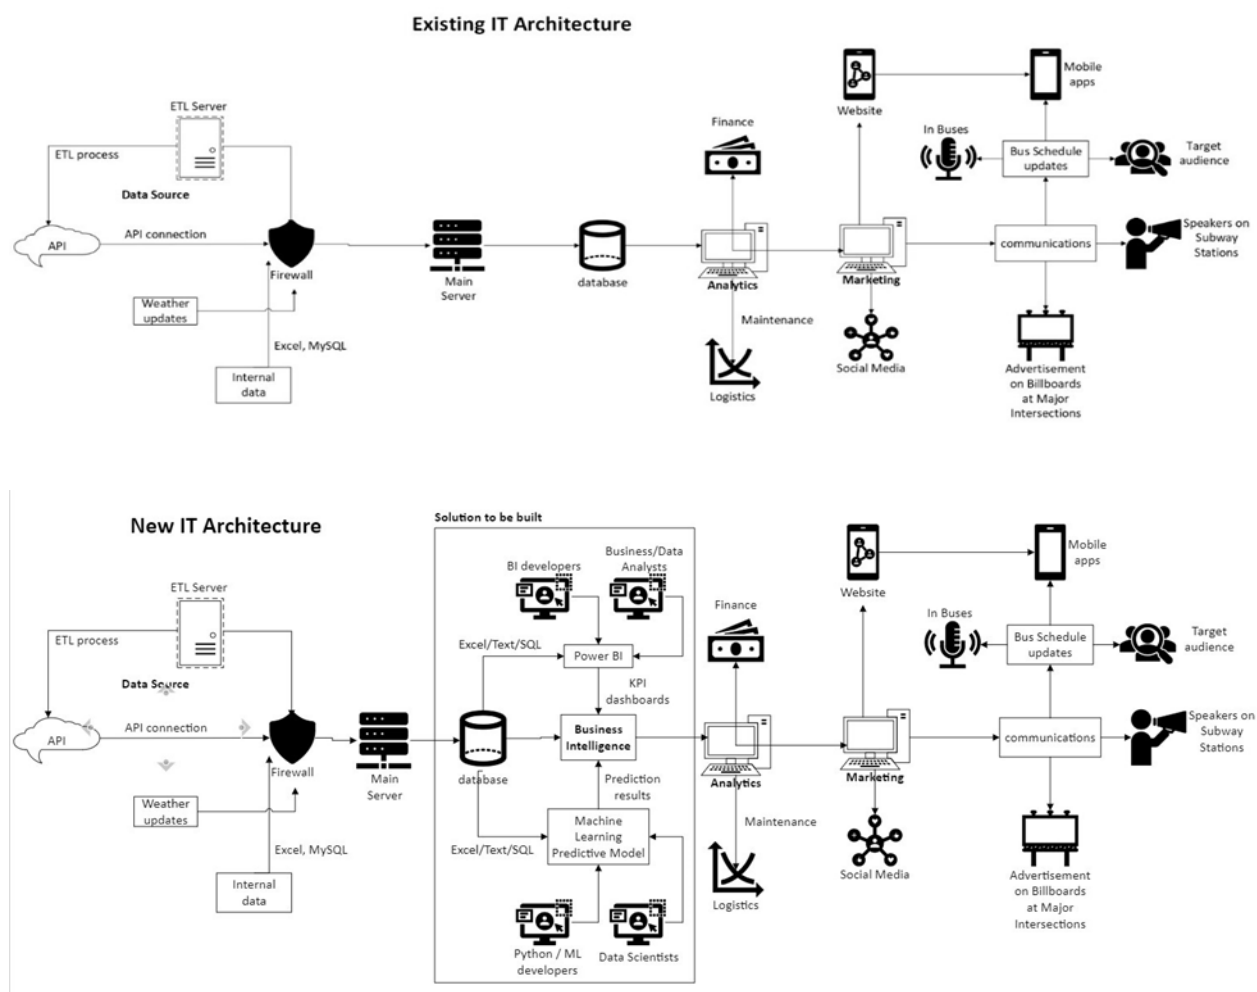 Existing IT Architecture
ETL Server
ETL process
Data Source
API
API connection
Firewall
Weather
updates
Excel, MySQL
Internal
data
Main
Server
database
Finance
Analytics
Maintenance
Logistics
Website
Marketing
Social Media
Mobile
apps
In Buses
Bus Schedule
updates
Target
audience
communications
Speakers on
Subway
Stations
Advertisement
on Billboards
at Major
Intersections
New IT Architecture
ETL Server
ETL process
Data Source
API
API connection
Firewall
Weather
updates
Excel, MySQL
Internal
data
Main
Server
Solution to be built
BI developers
Business/Data
Analysts
Excel/Text/SQL
Power BI
KPI
dashboards
database
Business
Intelligence
Prediction
results
Excel/Text/SQL
Machine
Learning
Predictive Model
Python / ML
developers
Data Scientists
Finance
Analytics
Maintenance
Logistics
Website
Marketing
Social Media
Mobile
apps
In Buses
Bus Schedule
updates
Target
audience
communications
Speakers on
Subway
Stations
Advertisement
on Billboards
at Major
Intersections